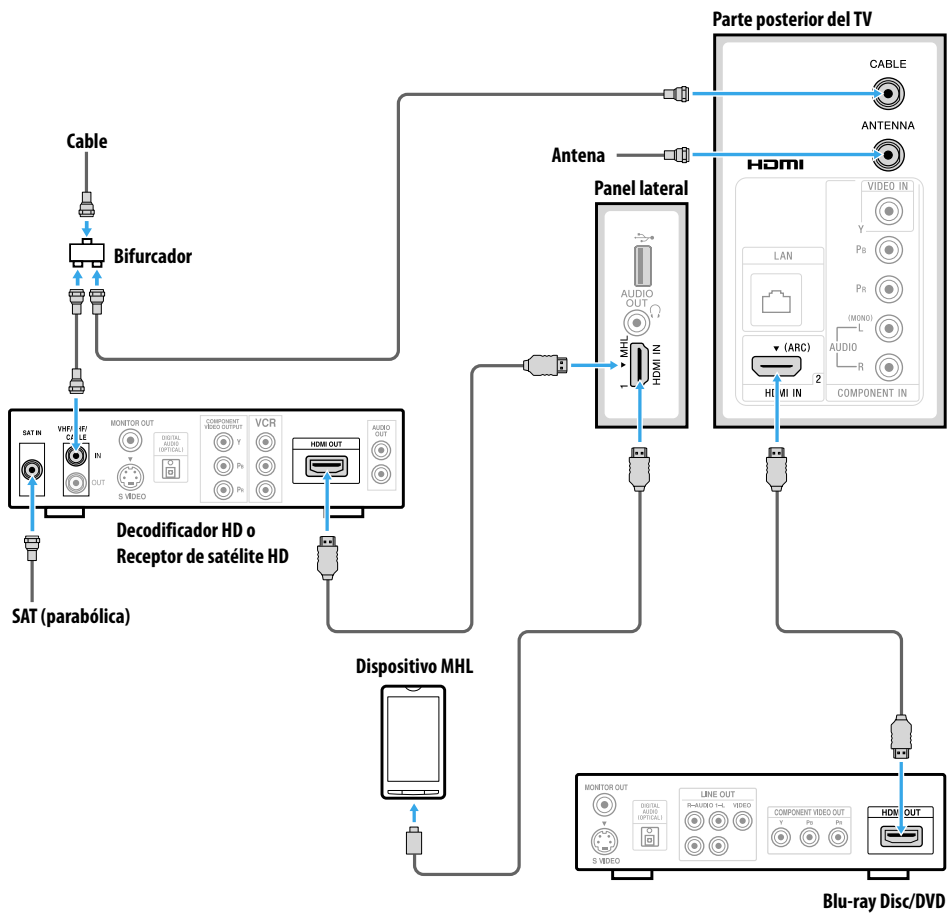 Parte posterior del TV
CABLE
ANTENNA
HDMI
VIDEO IN
Y
PB
PR
LAN
(MONO)
L
AUDIO
R
▼ (ARC)
2
HDMI IN
COMPONENT IN
Cable
Antena
Panel lateral
Bifurcador
AUDIO
OUT
▼ MHL
1
HDMI IN
SAT IN
VHF/UHF/
CABLE
IN
OUT
MONITOR OUT
S VIDEO
DIGITAL
AUDIO
(OPTICAL)
COMPONENT
VIDEO OUTPUT
Y
PB
PR
VCR
HDMI OUT
AUDIO
OUT
Decodificador HD o
Receptor de satélite HD
SAT (parabólica)
Dispositivo MHL
MONITOR OUT
S VIDEO
DIGITAL
AUDIO
(OPTICAL)
LINE OUT
R–AUDIO 1–L VIDEO
COMPONENT VIDEO OUT
Y PB PR
HDMI OUT
Blu-ray Disc/DVD